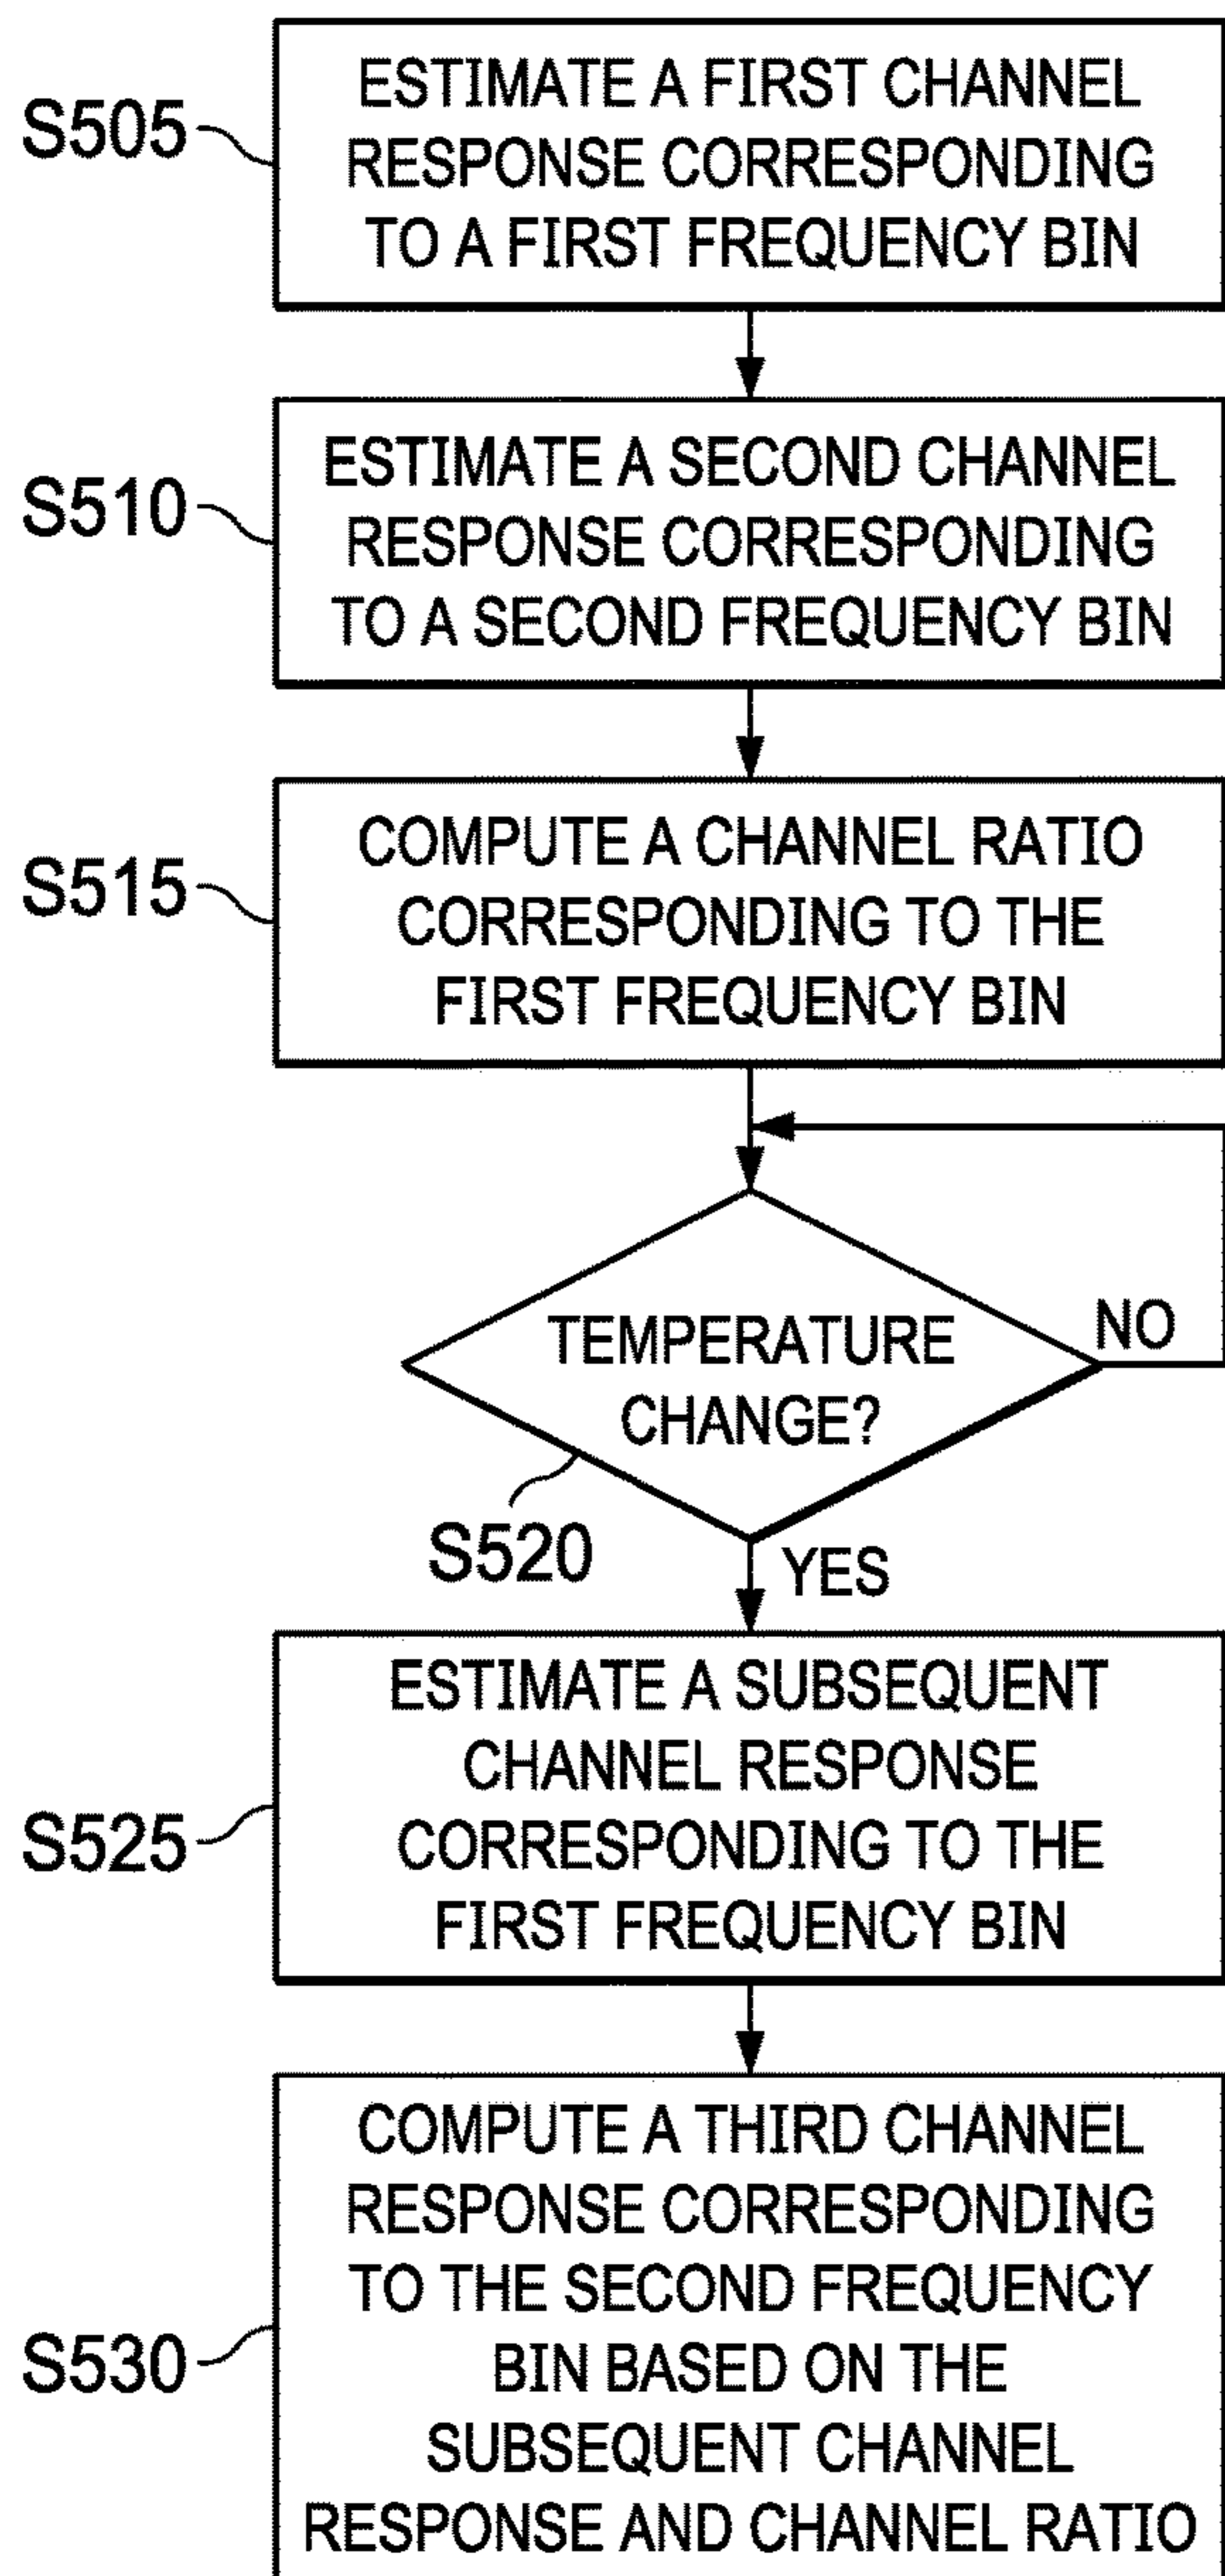 S505
ESTIMATE A FIRST CHANNEL
RESPONSE CORRESPONDING
TO A FIRST FREQUENCY BIN
S510
ESTIMATE A SECOND CHANNEL
RESPONSE CORRESPONDING
TO A SECOND FREQUENCY BIN
S515
COMPUTE A CHANNEL RATIO
CORRESPONDING TO THE
FIRST FREQUENCY BIN
TEMPERATURE
CHANGE?
NO
S520
YES
S525
ESTIMATE A SUBSEQUENT
CHANNEL RESPONSE
CORRESPONDING TO THE
FIRST FREQUENCY BIN
S530
COMPUTE A THIRD CHANNEL
RESPONSE CORRESPONDING
TO THE SECOND FREQUENCY
BIN BASED ON THE
SUBSEQUENT CHANNEL
RESPONSE AND CHANNEL RATIO